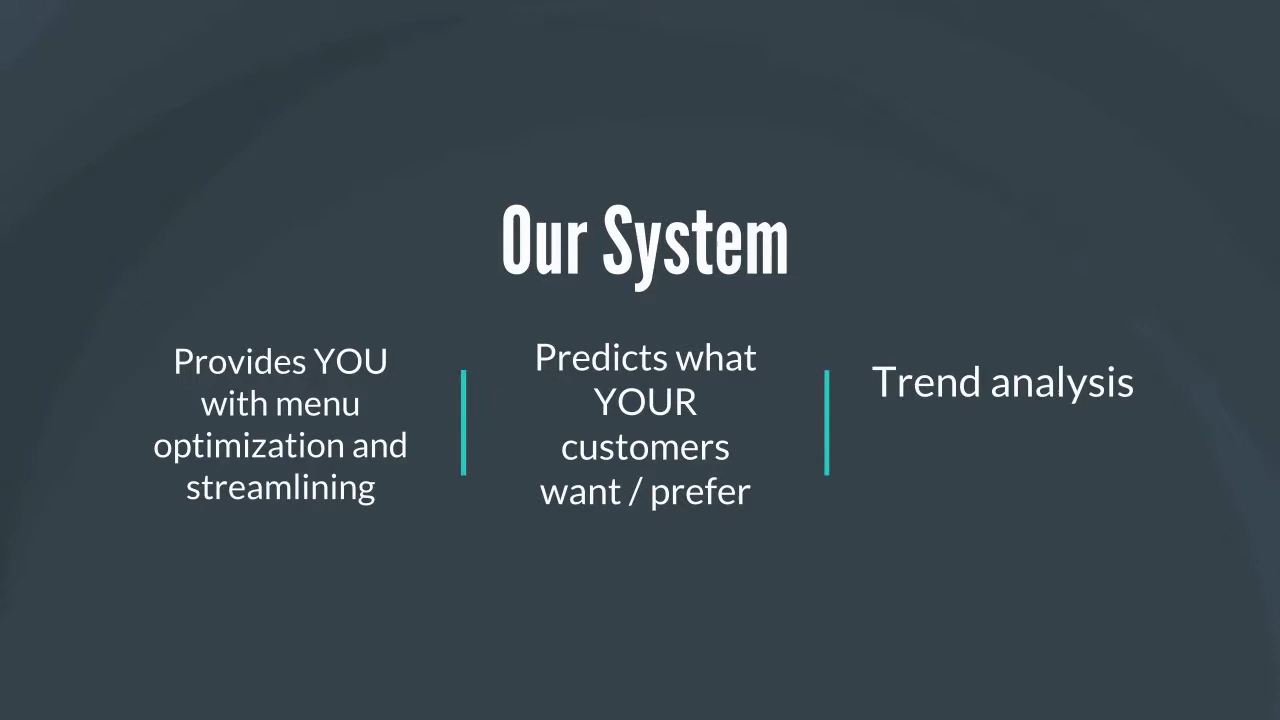 Our System
Provides YOU
with menu
optimization and
streamlining
Predicts what
YOUR
customers
want / prefer
Trend analysis